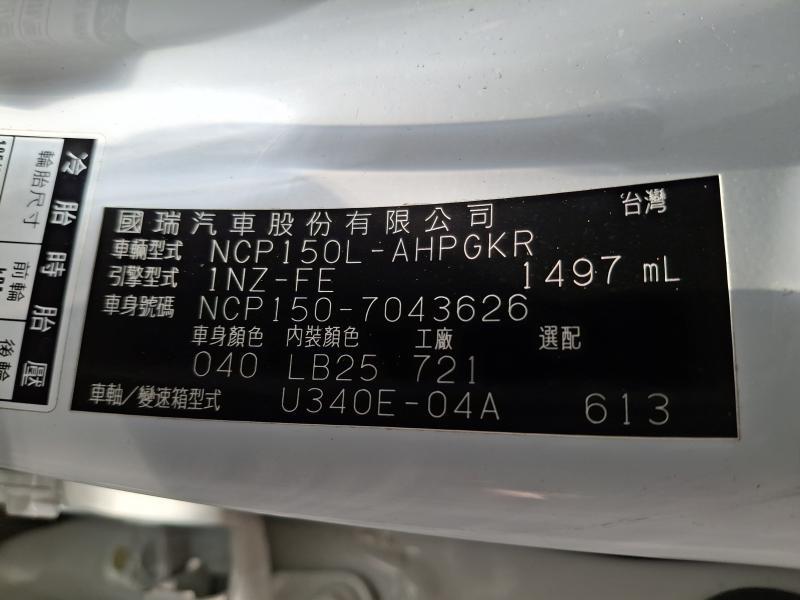 國瑞汽車股份有限公司 台灣
車輛型式 NCP150L-AHPGKR
引擎型式 1NZ-FE 1497 mL
車身號碼 NCP150-7043626
車身顏色 內裝顏色 工廠 選配
040 LB25 721
車軸/變速箱型式 U340E-04A 613
冷胎時胎壓
輪胎尺寸
前輪
後輪